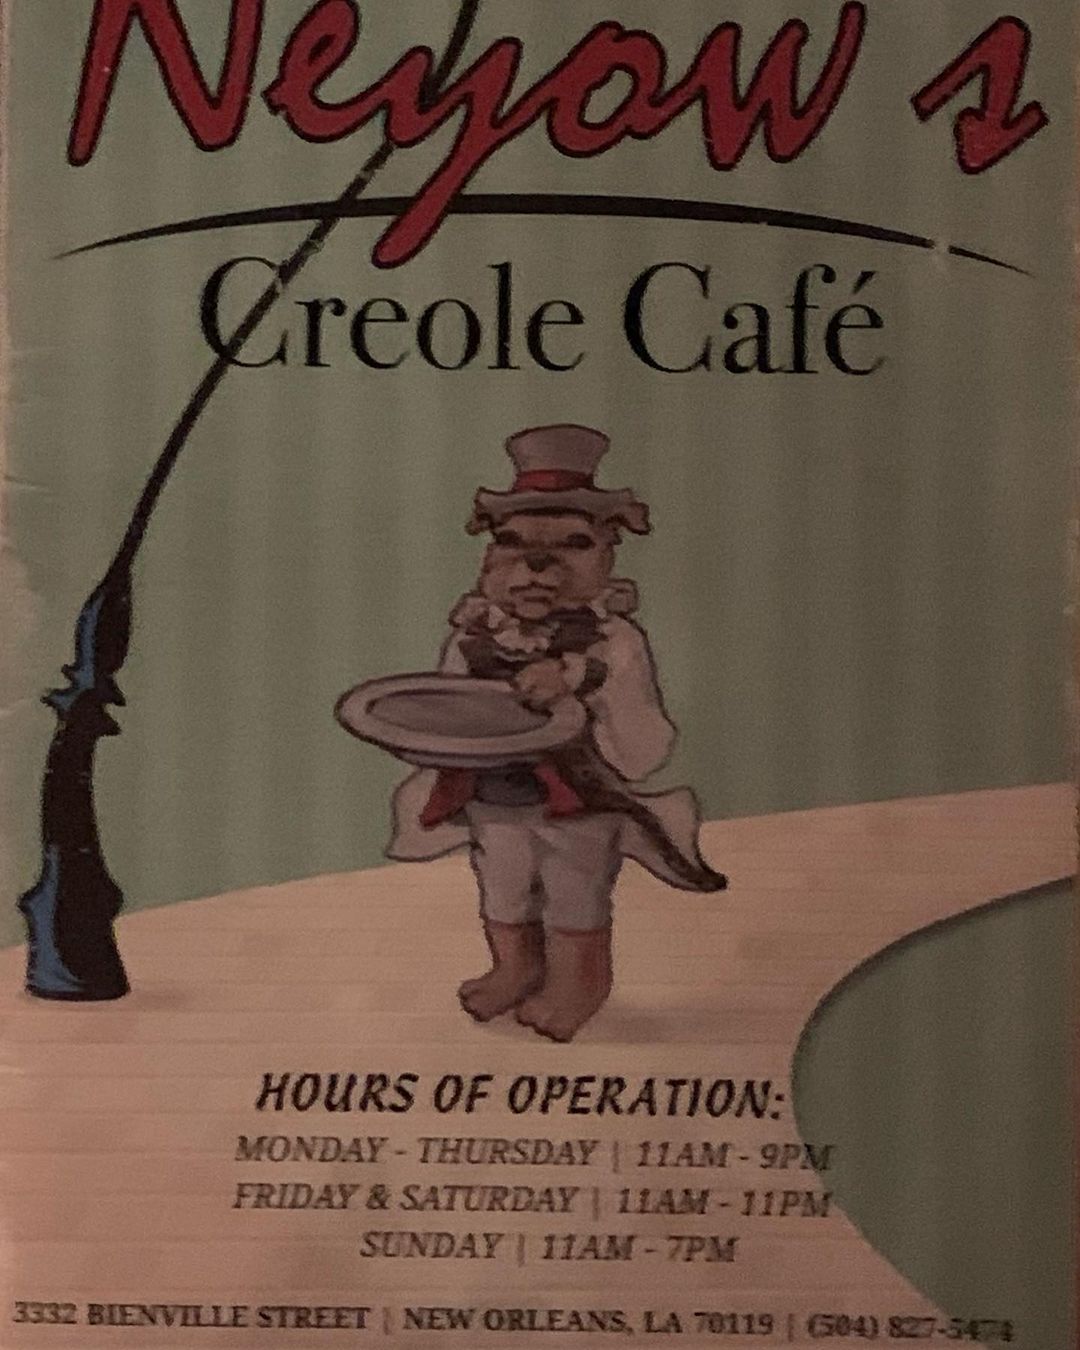 Neyow's
Creole Café
HOURS OF OPERATION:
MONDAY - THURSDAY | 11AM - 9PM
FRIDAY & SATURDAY | 11AM - 11PM
SUNDAY | 11AM - 7PM
3332 BIENVILLE STREET | NEW ORLEANS, LA 70119 | (504) 827-5474